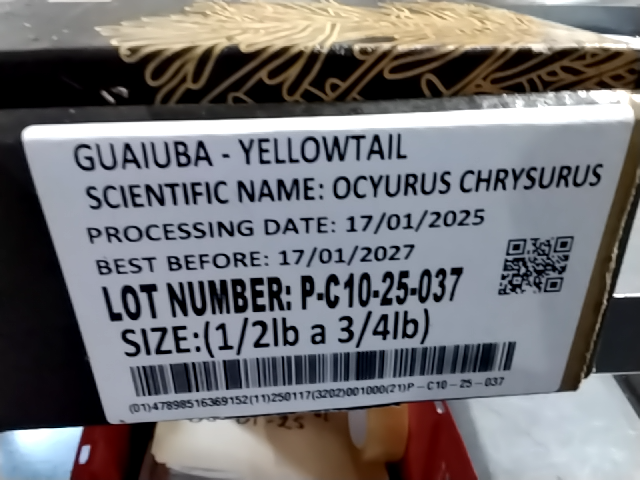 GUAIUBA - YELLOWTAIL
SCIENTIFIC NAME: OCYURUS CHRYSURUS
PROCESSING DATE: 17/01/2025
BEST BEFORE: 17/01/2027
LOT NUMBER: P-C10-25-037
SIZE:(1/2lb a 3/4lb)
(01)47898516369152(11)250117(3202)001000(21)P-C10-25-037